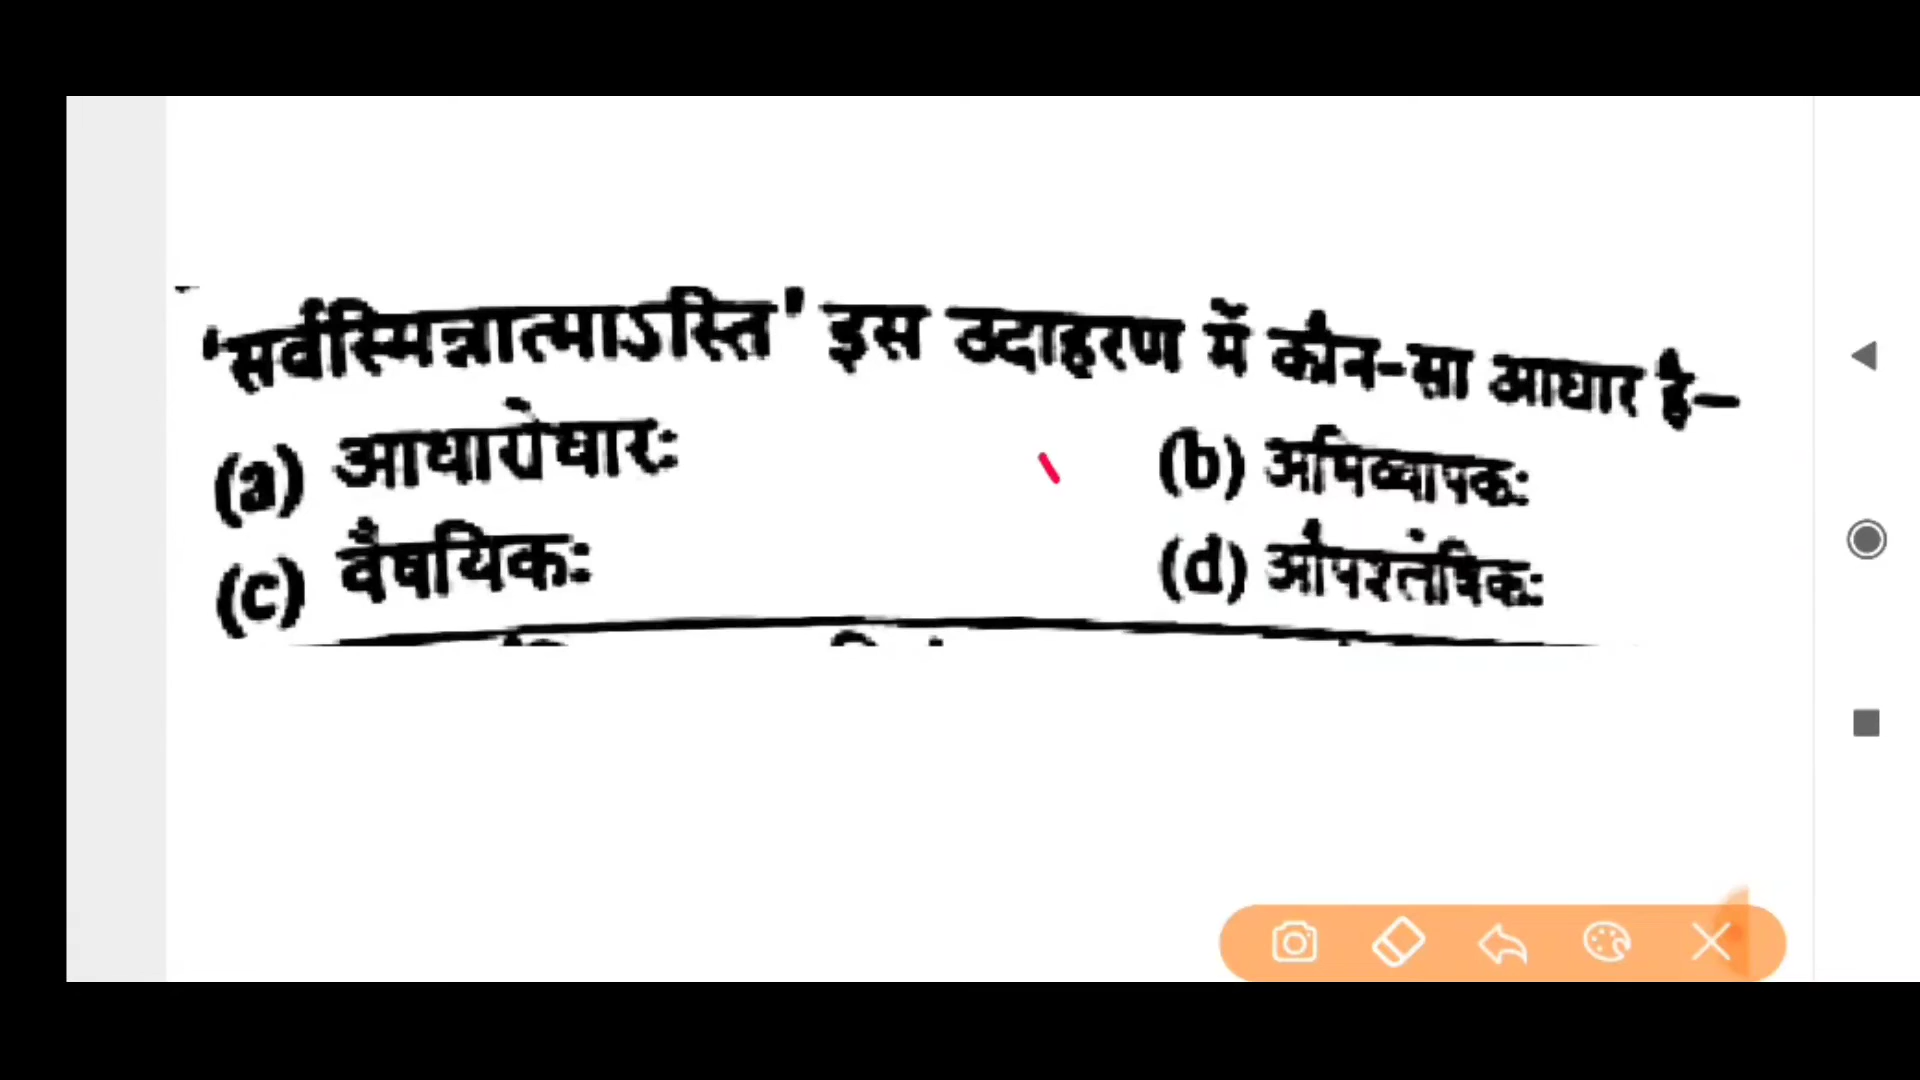 'सर्वस्मिन्नात्माऽस्ति' इस उदाहरण में कौन-सा आधार है–
(a) आधारोधारः
(b) अभिव्यापकः
(c) वैषयिकः
(d) औपश्लेषिकः